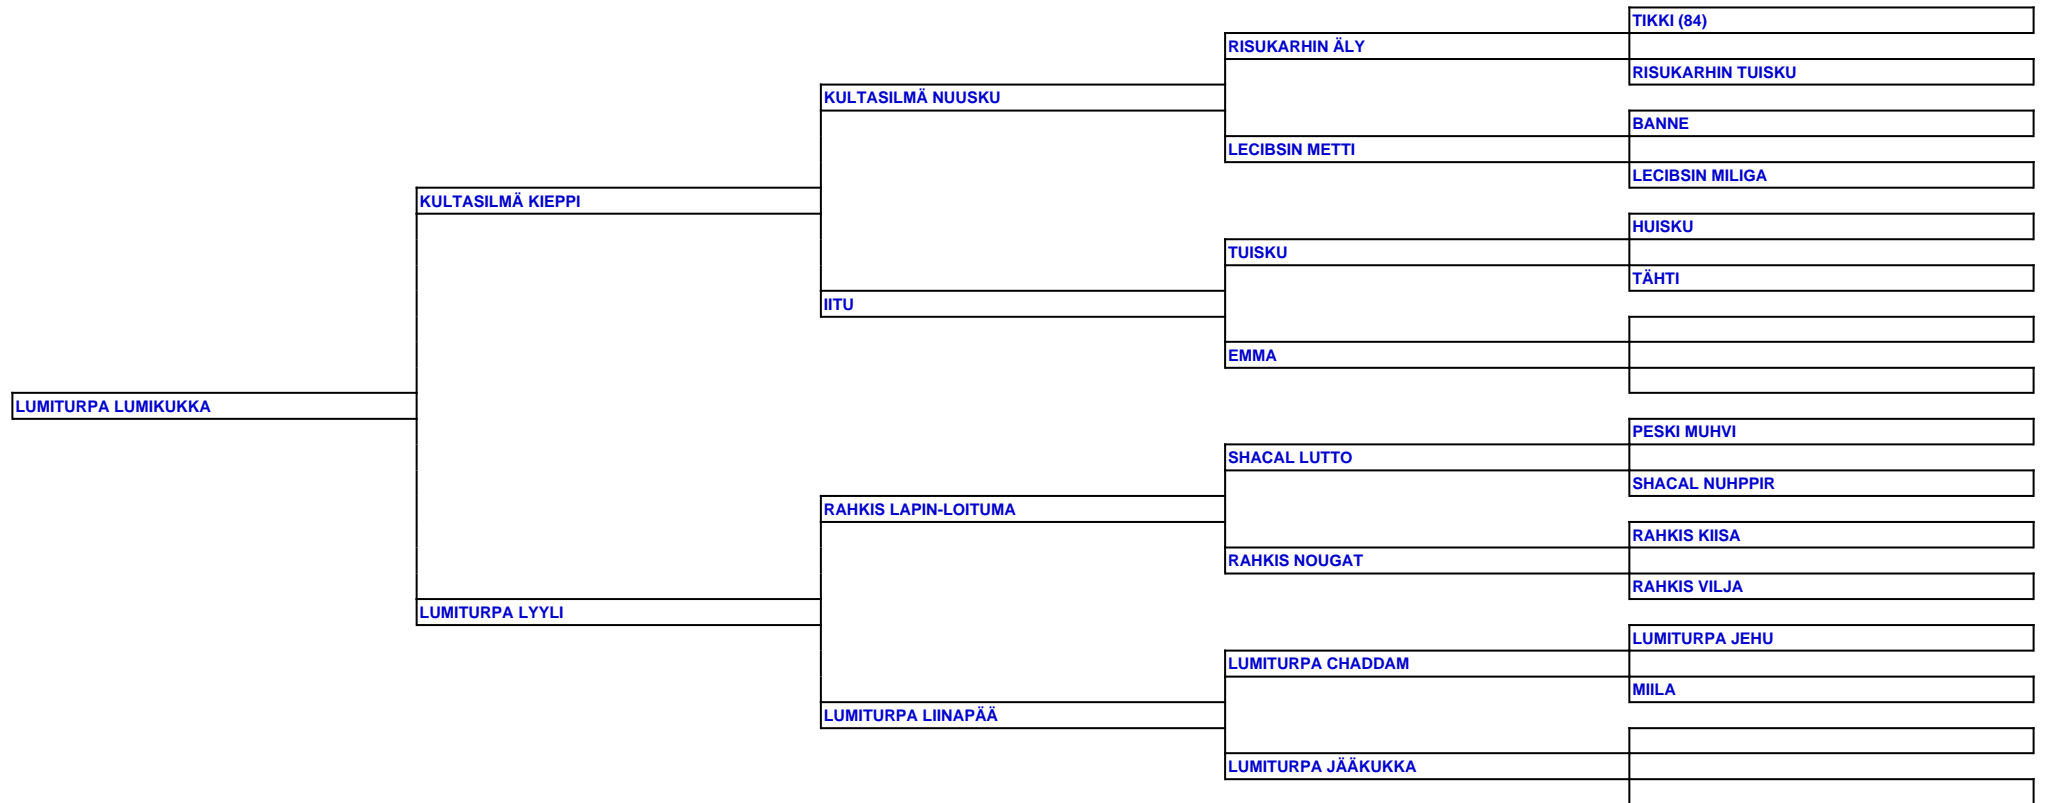 TIKKI (84)
RISUKARHIN ÄLY
RISUKARHIN TUISKU
KULTASILMÄ NUUSKU
BANNE
LECIBSIN METTI
LECIBSIN MILIGA
KULTASILMÄ KIEPPI
HUISKU
TUISKU
TÄHTI
IITU
EMMA
LUMITURPA LUMIKUKKA
PESKI MUHVI
SHACAL LUTTO
SHACAL NUHPPIR
RAHKIS LAPIN-LOITUMA
RAHKIS KIISA
RAHKIS NOUGAT
RAHKIS VILJA
LUMITURPA LYYLI
LUMITURPA JEHU
LUMITURPA CHADDAM
MIILA
LUMITURPA LIINAPÄÄ
LUMITURPA JÄÄKUKKA